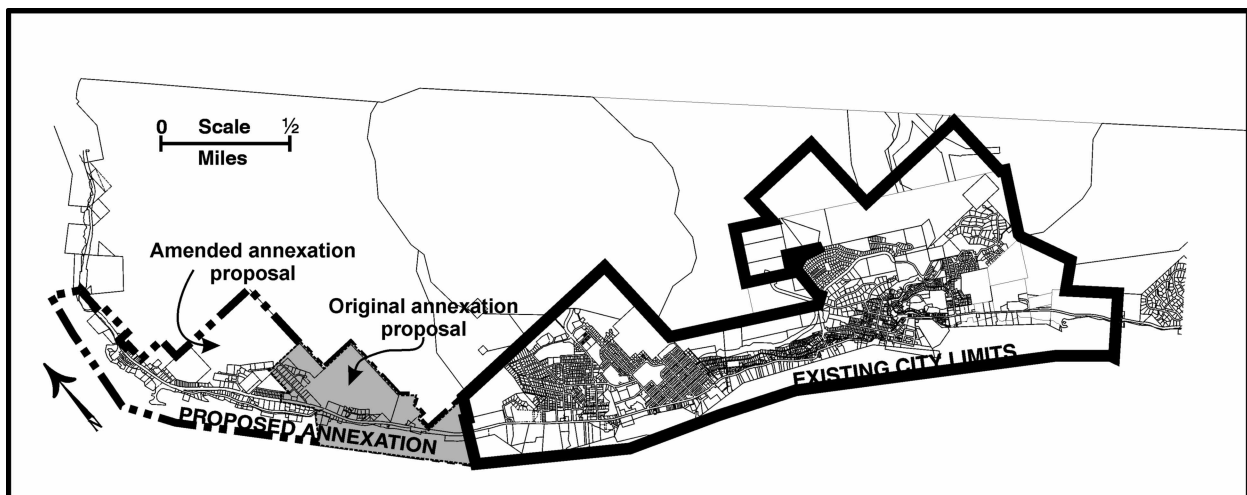 0 Scale ½
Miles
Amended annexation
proposal
Original annexation
proposal
EXISTING CITY LIMITS
PROPOSED ANNEXATION
N